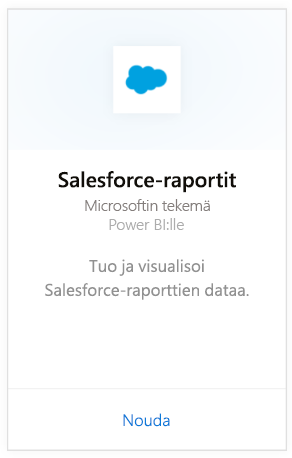 Salesforce-raportit
Microsoftin tekemä
Power BI:lle
Tuo ja visualisoi
Salesforce-raporttien dataa.
Nouda